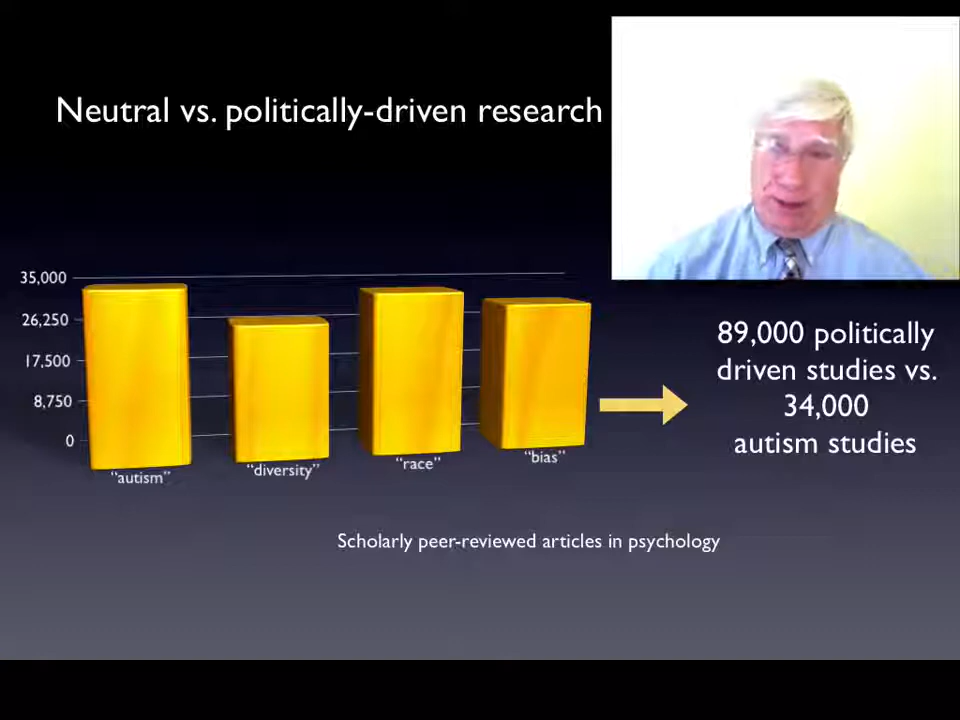 Neutral vs. politically-driven research
35,000
26,250
17,500
8,750
0
“autism”
“diversity”
“race”
“bias”
89,000 politically
driven studies vs.
34,000
autism studies
Scholarly peer-reviewed articles in psychology